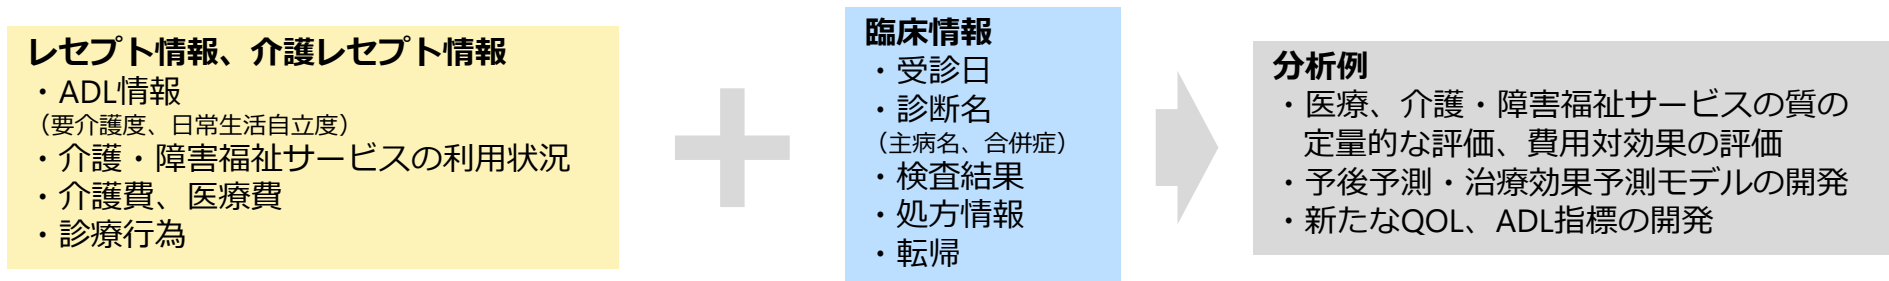 レセプト情報、介護レセプト情報
・ADL情報
（要介護度、日常生活自立度）
・介護・障害福祉サービスの利用状況
・介護費、医療費
・診療行為
臨床情報
・受診日
・診断名
（主病名、合併症）
・検査結果
・処方情報
・転帰
分析例
・医療、介護・障害福祉サービスの質の
定量的な評価、費用対効果の評価
・予後予測・治療効果予測モデルの開発
・新たなQOL、ADL指標の開発